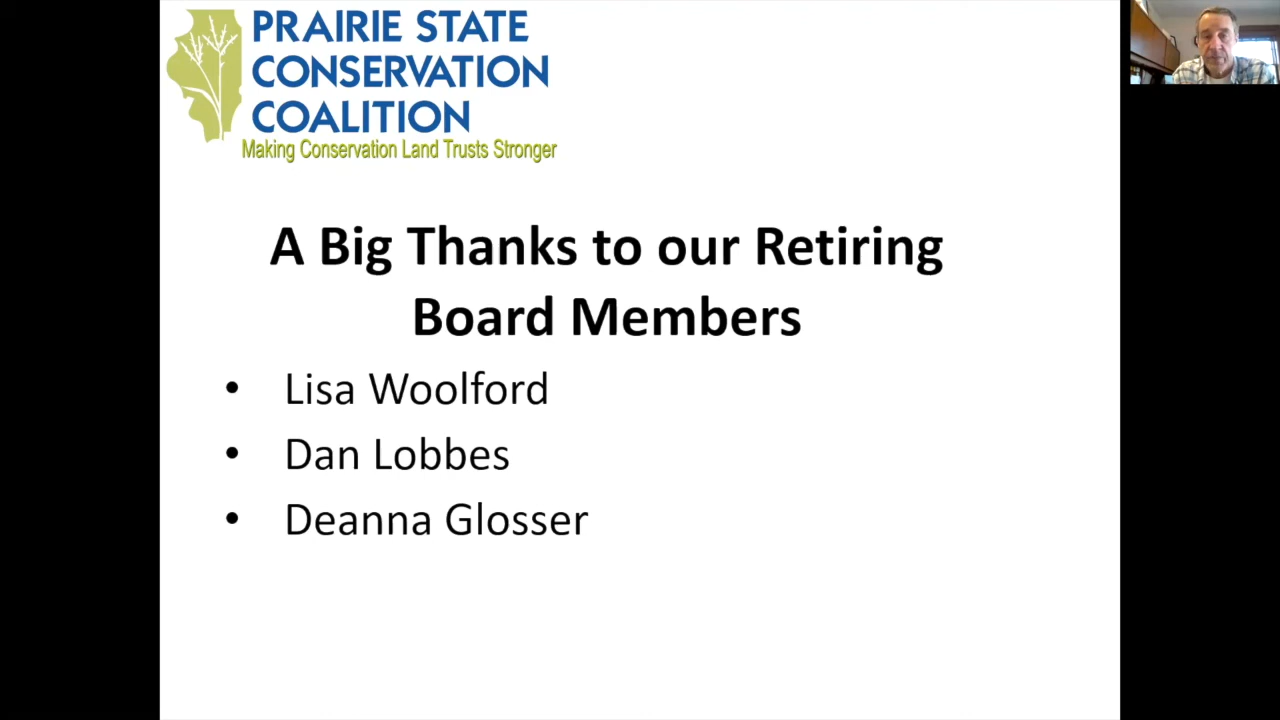 PRAIRIE STATE
CONSERVATION
COALITION
Making Conservation Land Trusts Stronger
A Big Thanks to our Retiring
Board Members
• Lisa Woolford
• Dan Lobbes
• Deanna Glosser